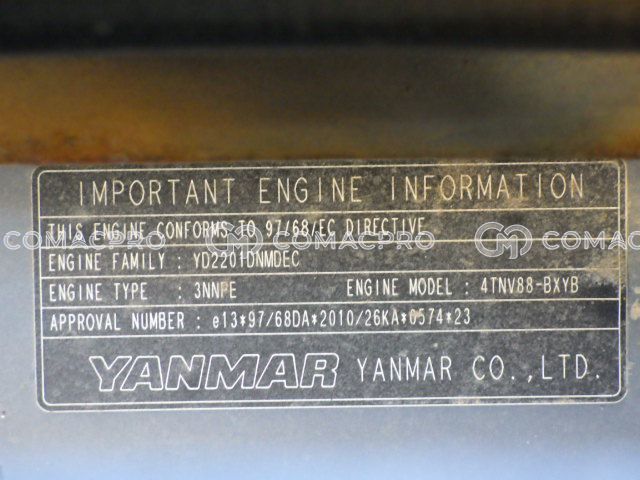 IMPORTANT ENGINE INFORMATION
THIS ENGINE CONFORMS TO 97/68/EC DIRECTIVE
COMACPRO COMACPRO COMACPRO
ENGINE FAMILY : YD2201DNMDEC
ENGINE TYPE : 3NNPE ENGINE MODEL : 4TNV88-BXYB
APPROVAL NUMBER : e13*97/68DA*2010/26KA*0574*23
YANMAR YANMAR CO.,LTD.